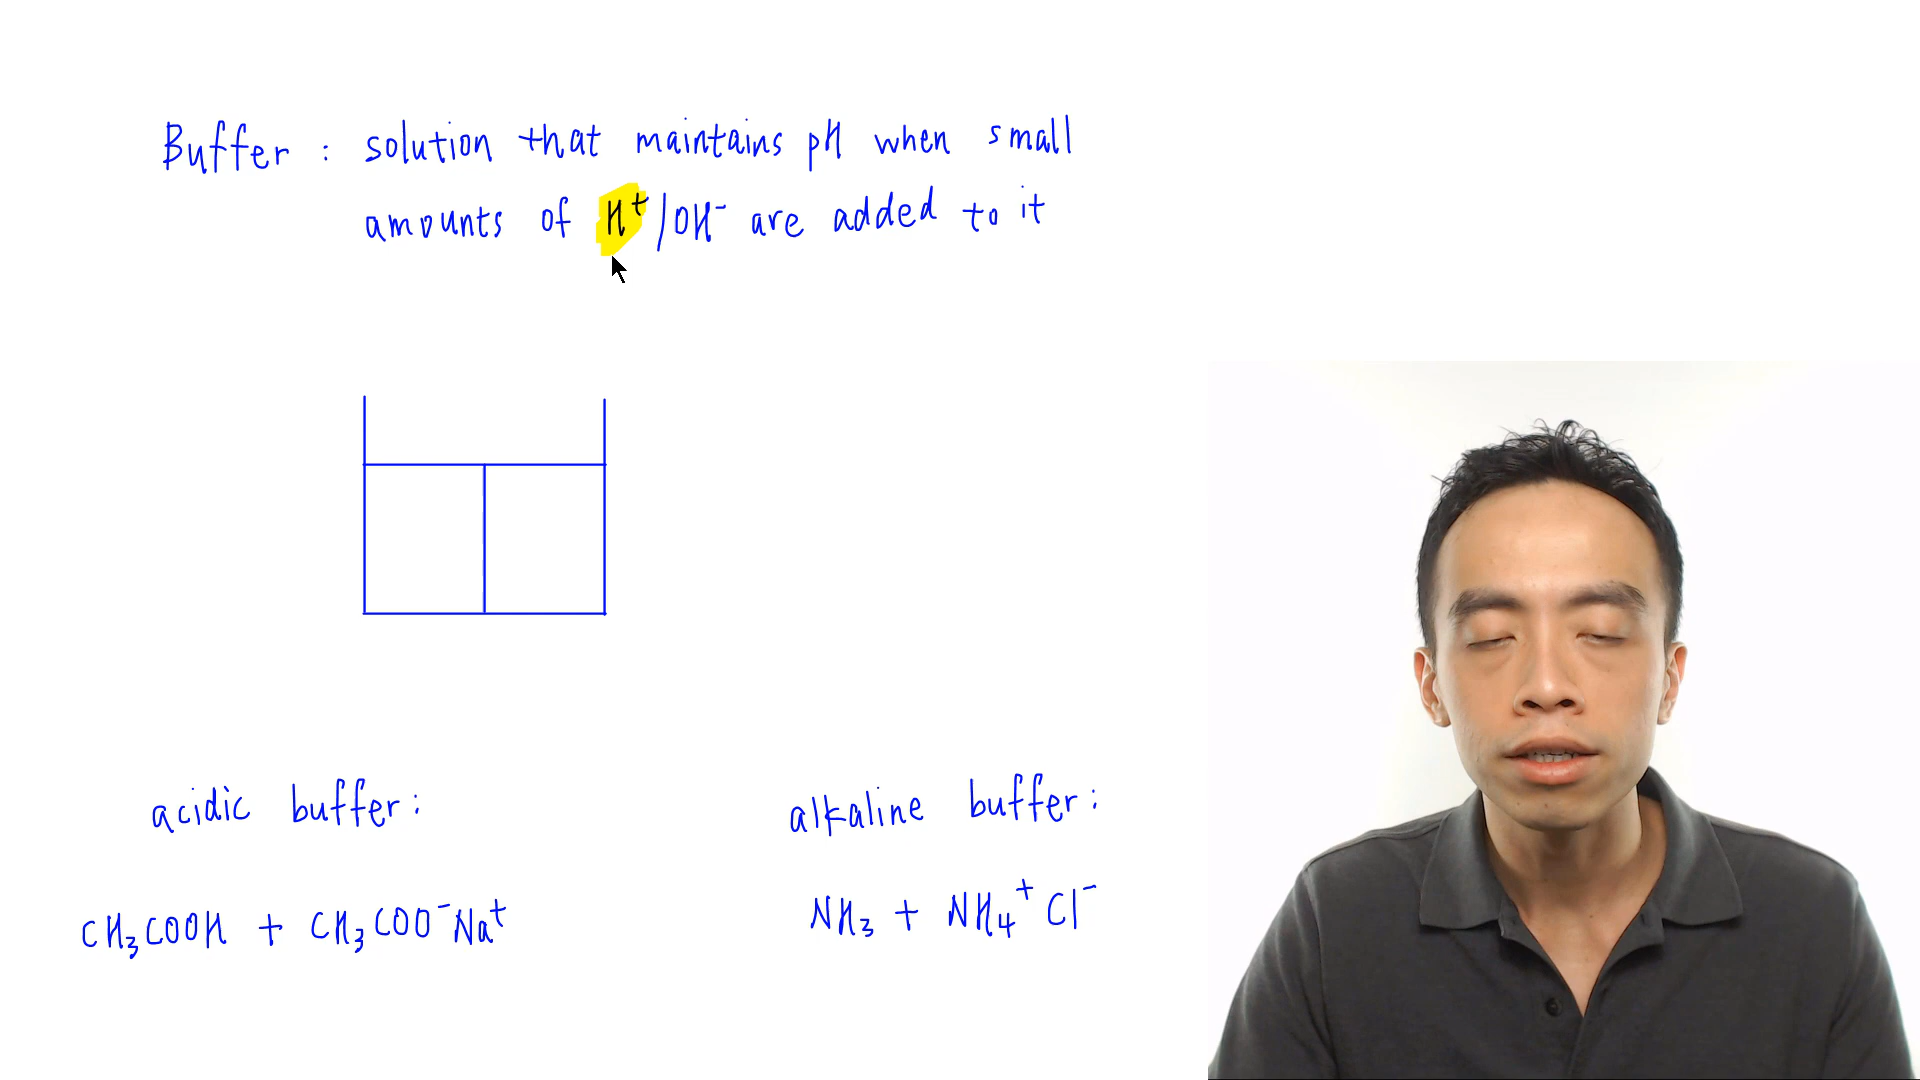 Buffer : solution that maintains pH when small
amounts of H⁺/OH⁻ are added to it
acidic buffer:
CH₃COOH + CH₃COO⁻Na⁺
alkaline buffer:
NH₃ + NH₄⁺Cl⁻